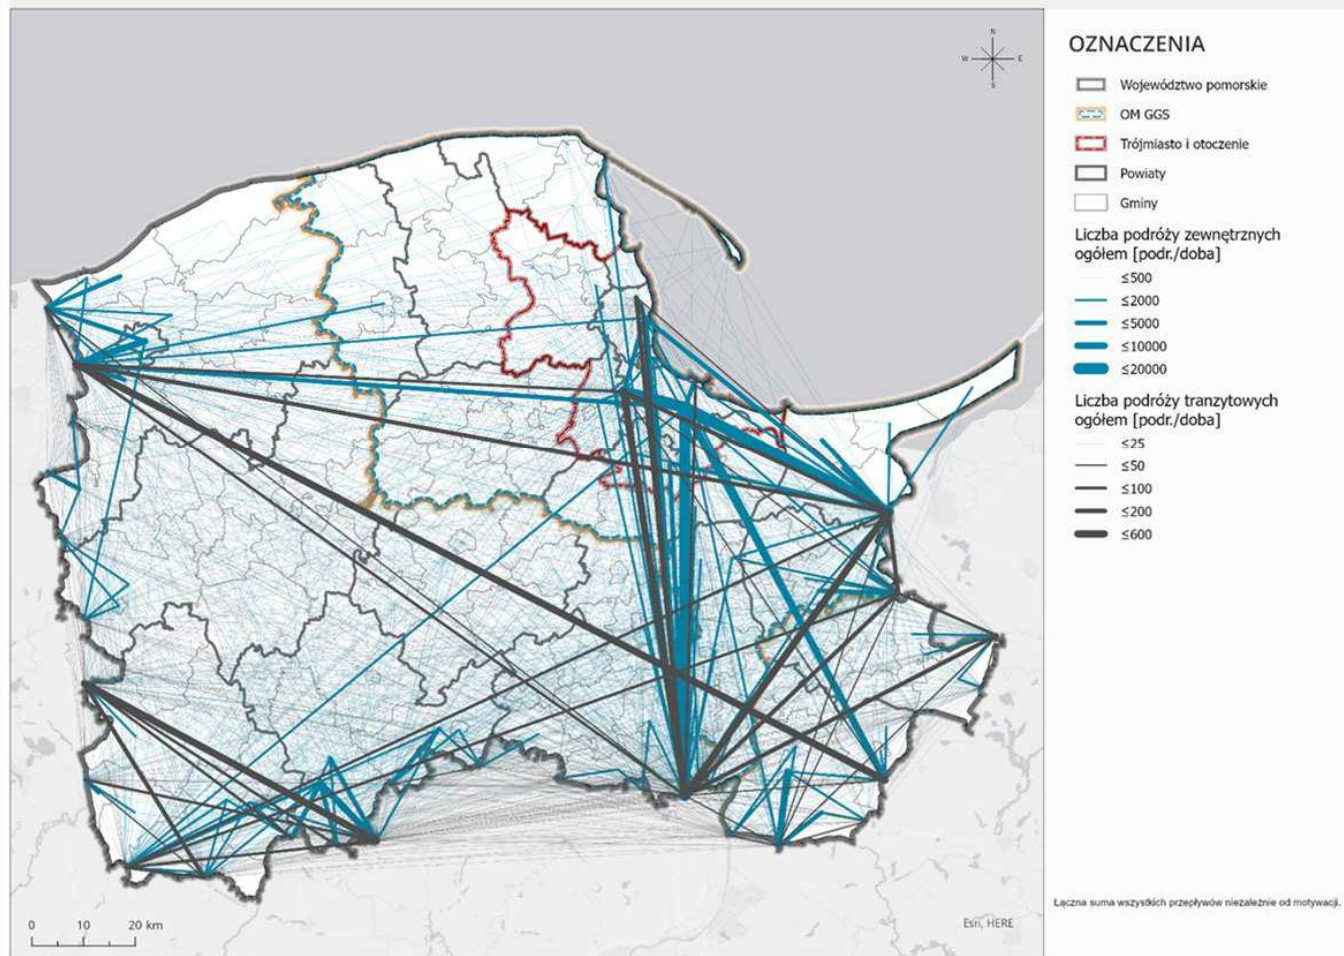 N
W
E
S
OZNACZENIA
Województwo pomorskie
OM GGS
Trójmiasto i otoczenie
Powiaty
Gminy
Liczba podróży zewnętrznych
ogółem [podr./doba]
≤500
≤2000
≤5000
≤10000
≤20000
Liczba podróży tranzytowych
ogółem [podr./doba]
≤25
≤50
≤100
≤200
≤600
Łączna suma wszystkich przepływów niezależnie od motywacji.
0 10 20 km
Esri, HERE